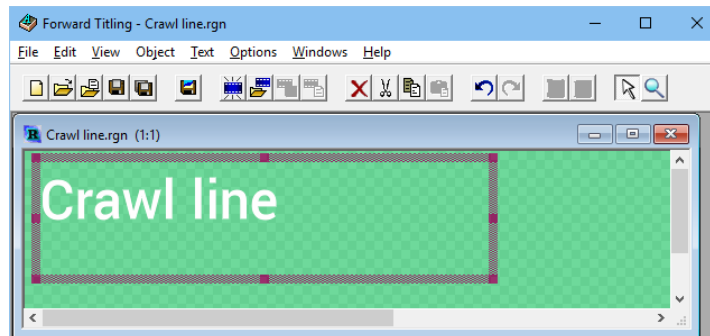 Forward Titling - Crawl line.rgn
File Edit View Object Text Options Windows Help
Crawl line.rgn (1:1)
Crawl line